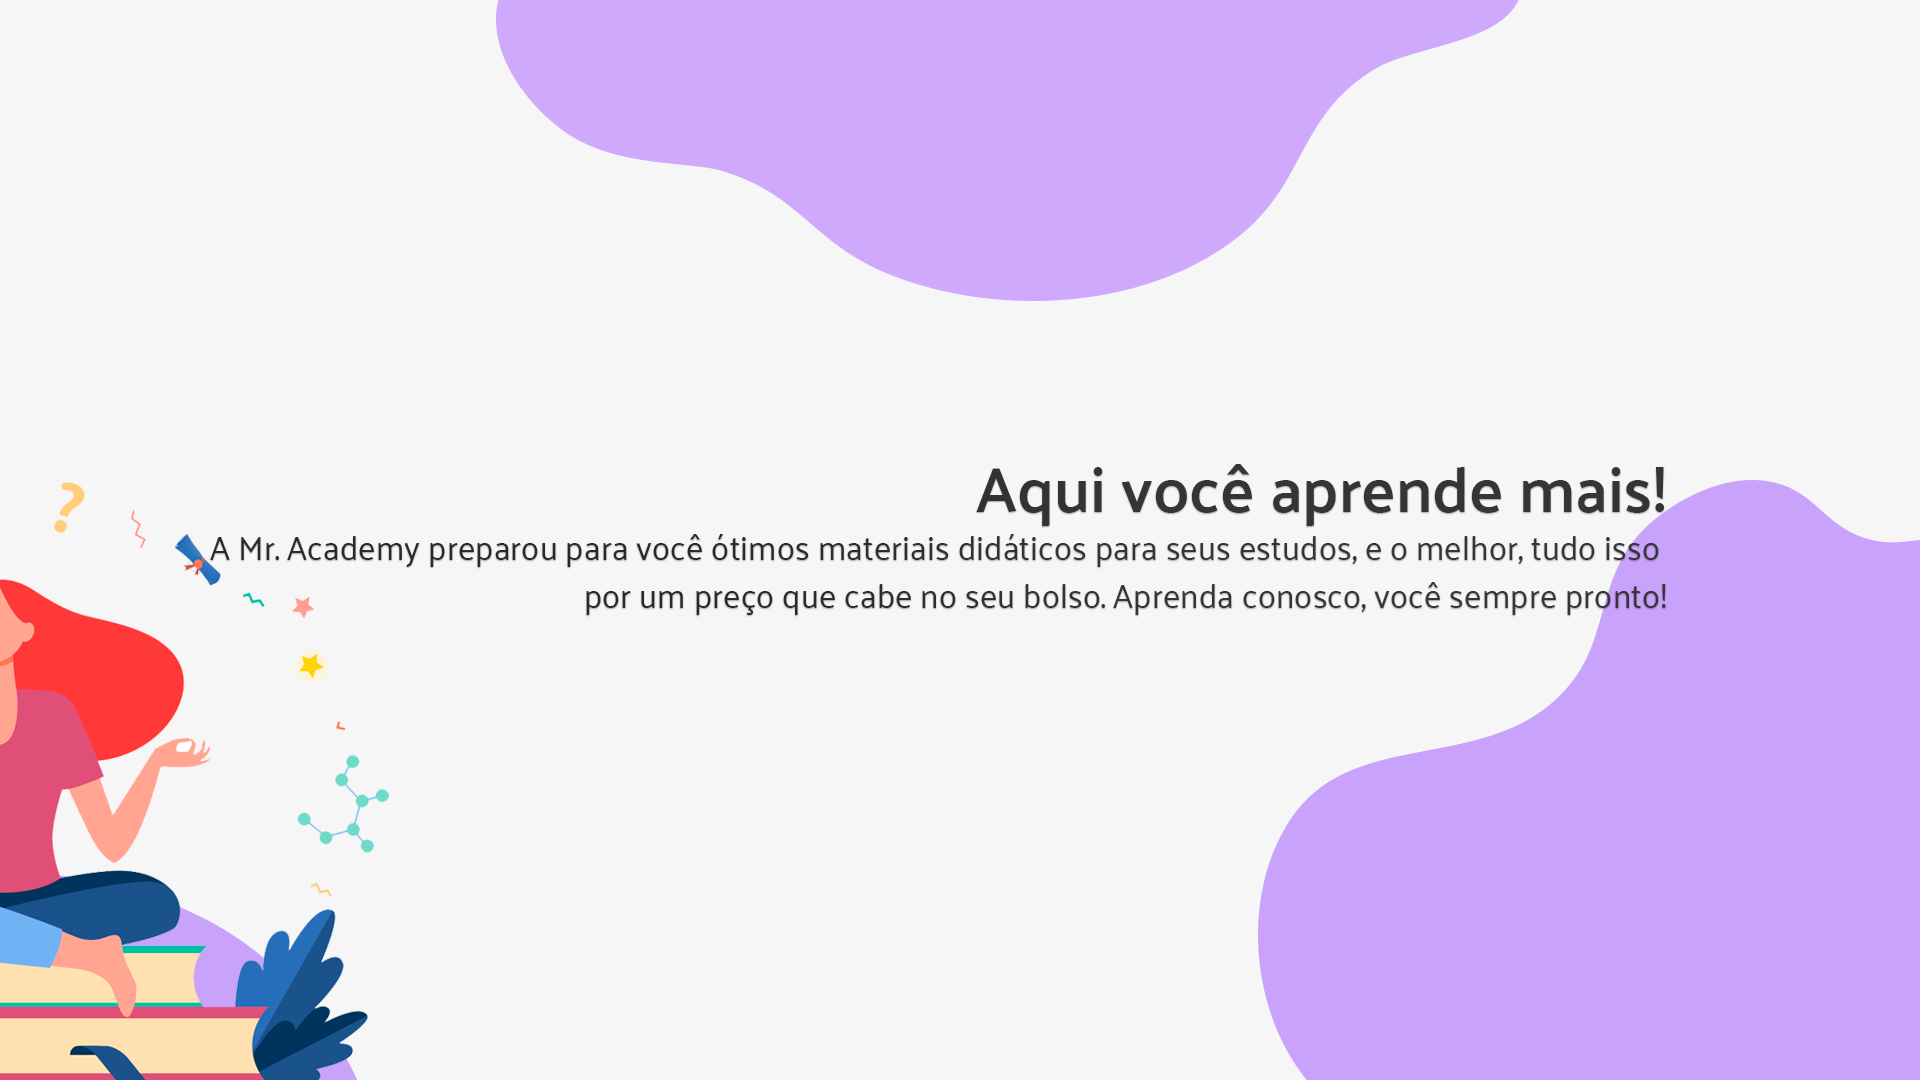 Aqui você aprende mais!
A Mr. Academy preparou para você ótimos materiais didáticos para seus estudos, e o melhor, tudo isso
por um preço que cabe no seu bolso. Aprenda conosco, você sempre pronto!